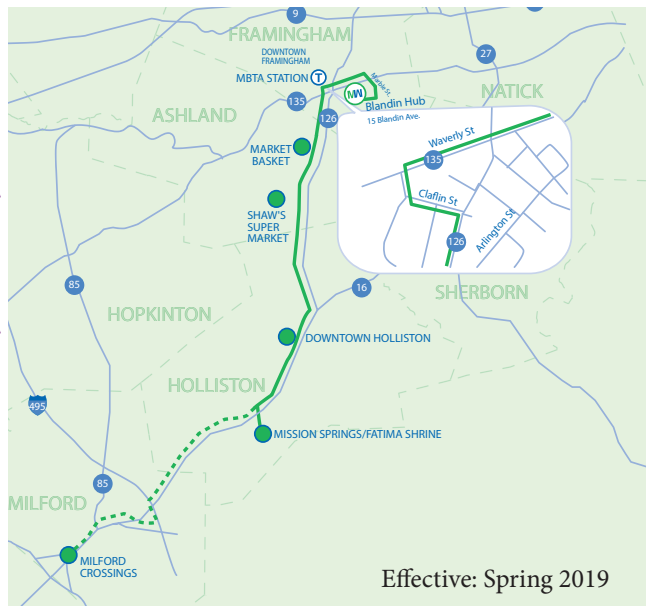 9
FRAMINGHAM
DOWNTOWN
FRAMINGHAM
27
MBTA STATION
T
Marble St.
MW
NATICK
Blandin Hub
15 Blandin Ave.
135
126
ASHLAND
MARKET
BASKET
Waverly St
135
Claflin St
Arlington St
126
SHAW'S
SUPER
MARKET
85
16
SHERBORN
HOPKINTON
DOWNTOWN HOLLISTON
HOLLISTON
495
MISSION SPRINGS/FATIMA SHRINE
85
MILFORD
MILFORD
CROSSINGS
Effective: Spring 2019